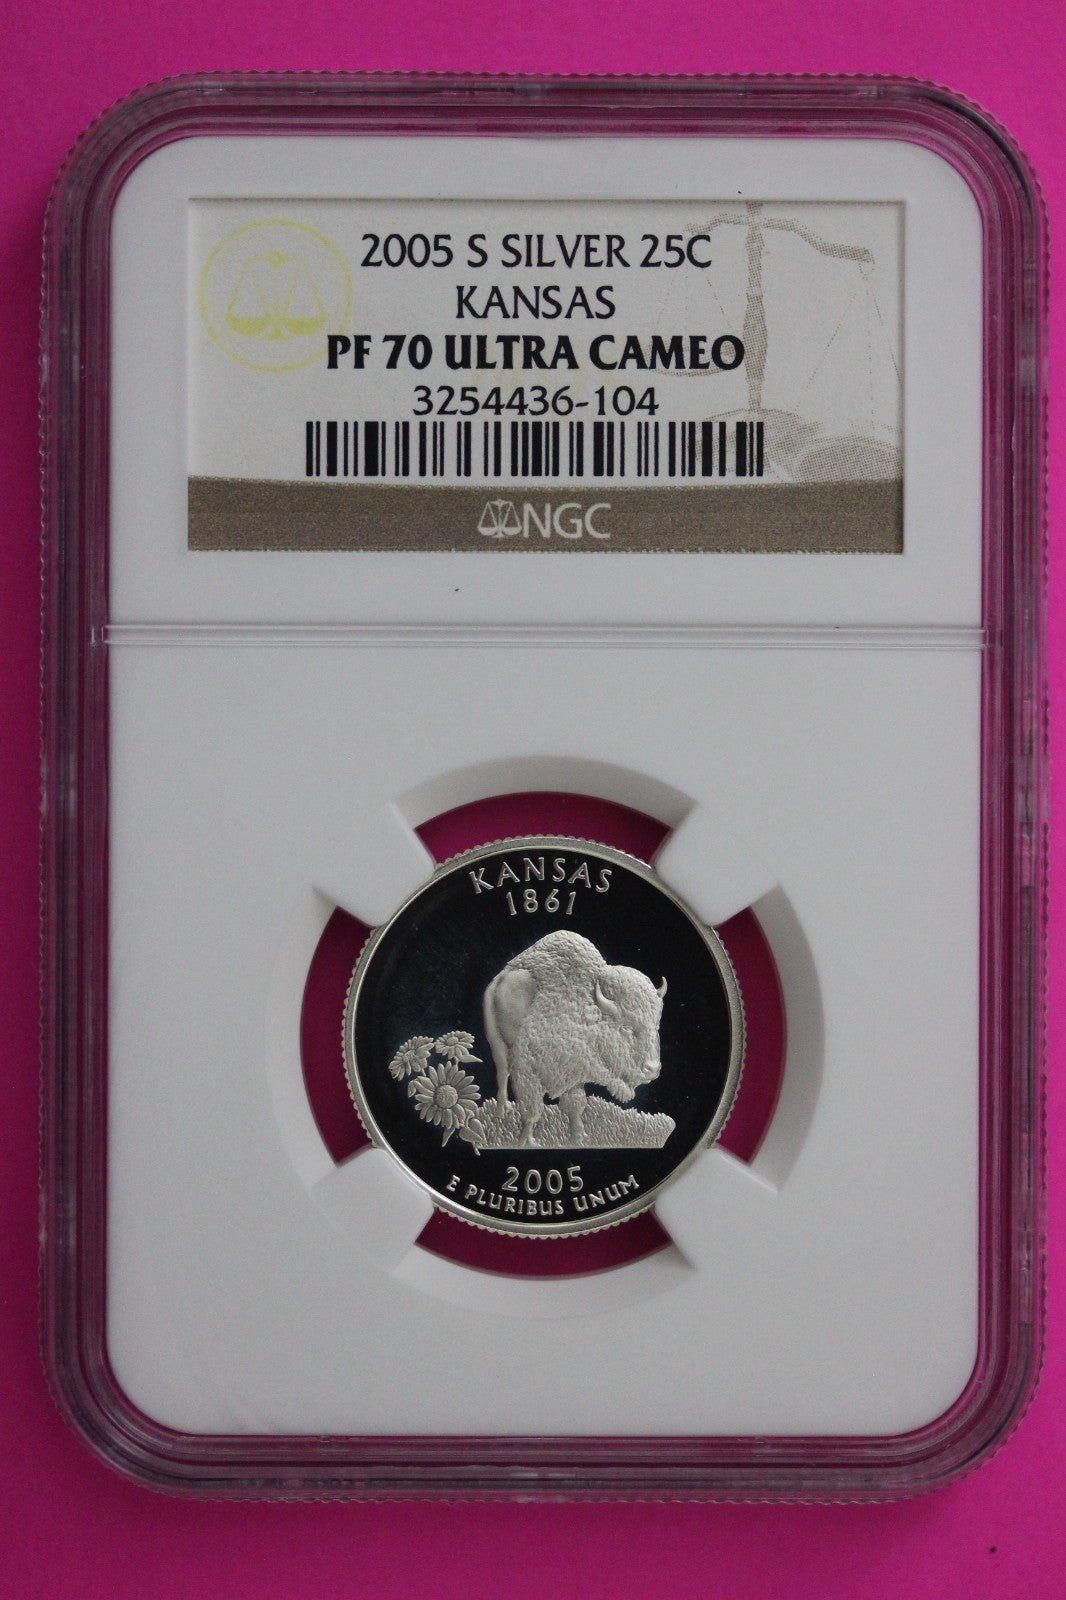 2005 S SILVER 25C
KANSAS
PF 70 ULTRA CAMEO
3254436-104
NGC
KANSAS
1861
2005
E PLURIBUS UNUM